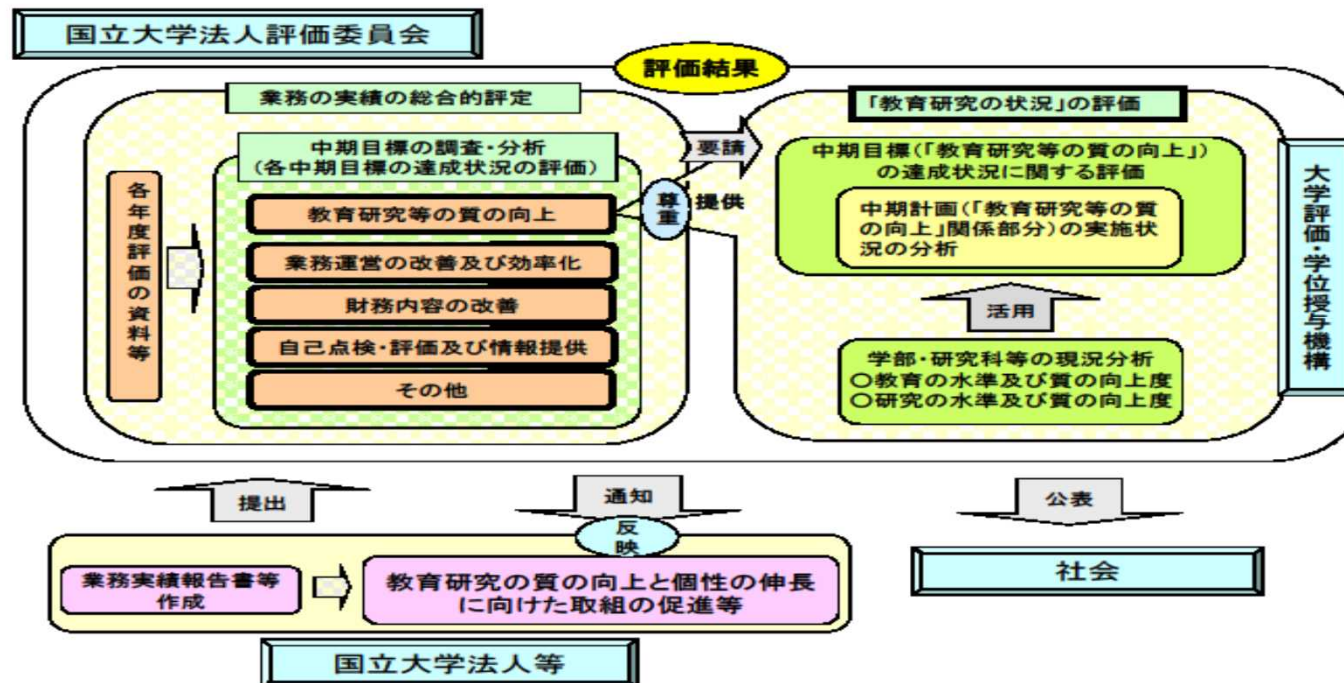 国立大学法人評価委員会
評価結果
業務の実績の総合的評定
中期目標の調査・分析
(各中期目標の達成状況の評価)
各年度評価の資料等
教育研究等の質の向上
業務運営の改善及び効率化
財務内容の改善
自己点検・評価及び情報提供
その他
要請
尊重
提供
「教育研究の状況」の評価
中期目標(「教育研究等の質の向上」)
の達成状況に関する評価
中期計画(「教育研究等の質
の向上」関係部分)の実施状
況の分析
活用
学部・研究科等の現況分析
○教育の水準及び質の向上度
○研究の水準及び質の向上度
大学評価・学位授与機構
提出
通知
公表
反映
業務実績報告書等
作成
教育研究の質の向上と個性の伸長
に向けた取組の促進等
社会
国立大学法人等